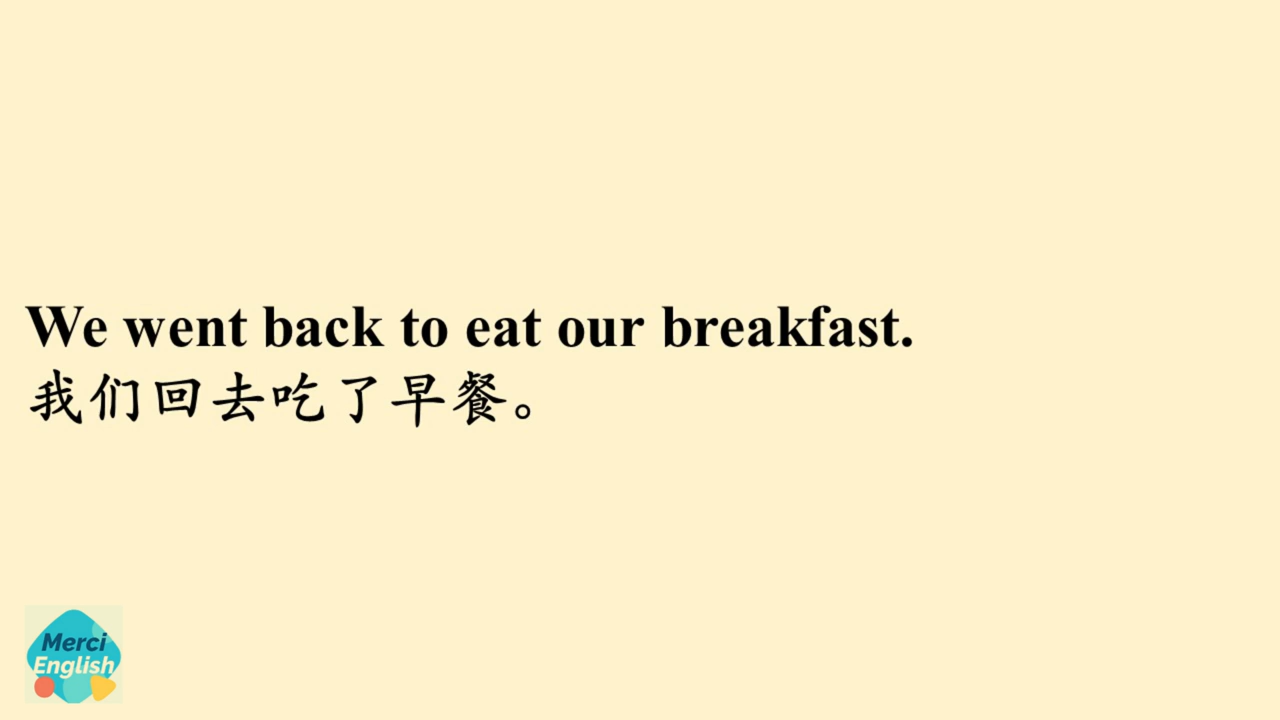 We went back to eat our breakfast.
我们回去吃了早餐。
Merci
English